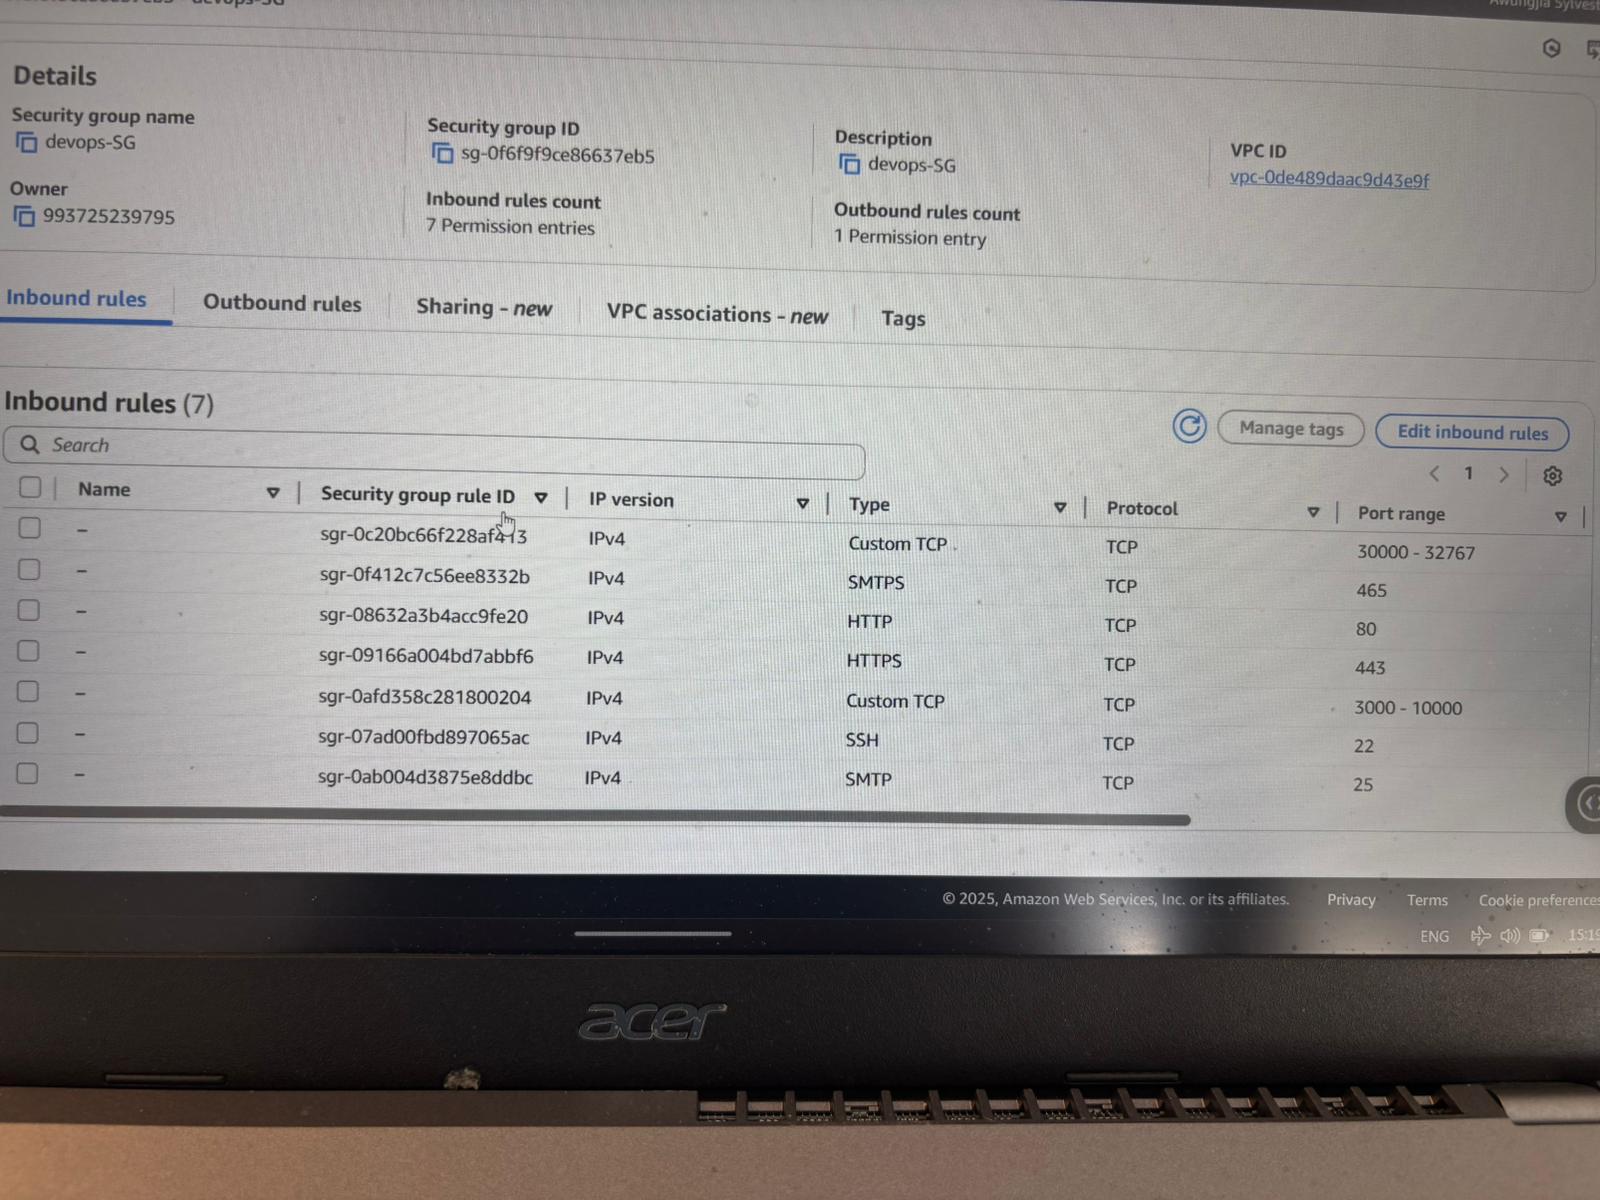 devops-SG
Details
Security group name
devops-SG
Security group ID
sg-0f6f9f9ce86637eb5
Description
devops-SG
VPC ID
vpc-0de489daac9d43e9f
Owner
993725239795
Inbound rules count
7 Permission entries
Outbound rules count
1 Permission entry
Inbound rules
Outbound rules
Sharing - new
VPC associations - new
Tags
Inbound rules (7)
Manage tags
Edit inbound rules
Search
1
Name
Security group rule ID
IP version
Type
Protocol
Port range
– sgr-0c20bc66f228af413 IPv4 Custom TCP TCP 30000 - 32767
– sgr-0f412c7c56ee8332b IPv4 SMTPS TCP 465
– sgr-08632a3b4acc9fe20 IPv4 HTTP TCP 80
– sgr-09166a004bd7abbf6 IPv4 HTTPS TCP 443
– sgr-0afd358c281800204 IPv4 Custom TCP TCP 3000 - 10000
– sgr-07ad00fbd897065ac IPv4 SSH TCP 22
– sgr-0ab004d3875e8ddbc IPv4 SMTP TCP 25
© 2025, Amazon Web Services, Inc. or its affiliates.
Privacy
Terms
Cookie preferences
ENG
15:19
acer